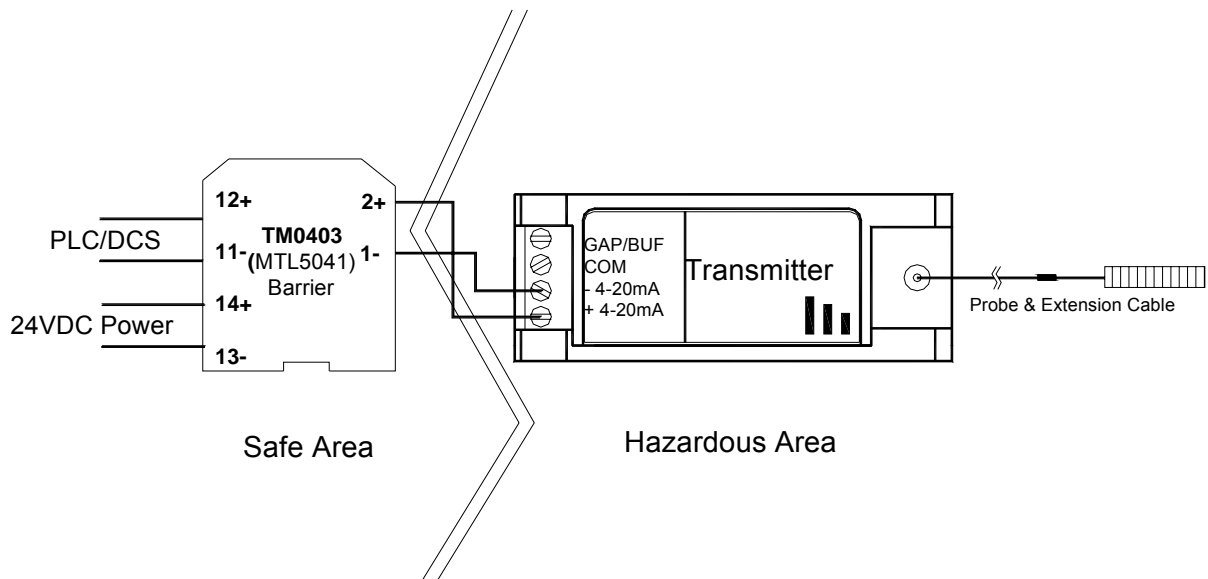 12+
2+
PLC/DCS
TM0403
11-
(MTL5041)
1-
Barrier
14+
24VDC Power
13-
GAP/BUF
COM
- 4-20mA
+ 4-20mA
Transmitter
Probe & Extension Cable
Safe Area
Hazardous Area